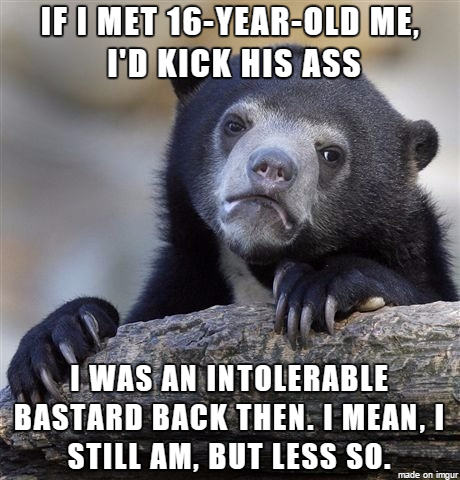 IF I MET 16-YEAR-OLD ME,
I'D KICK HIS ASS
I WAS AN INTOLERABLE
BASTARD BACK THEN. I MEAN, I
STILL AM, BUT LESS SO.
made on imgur